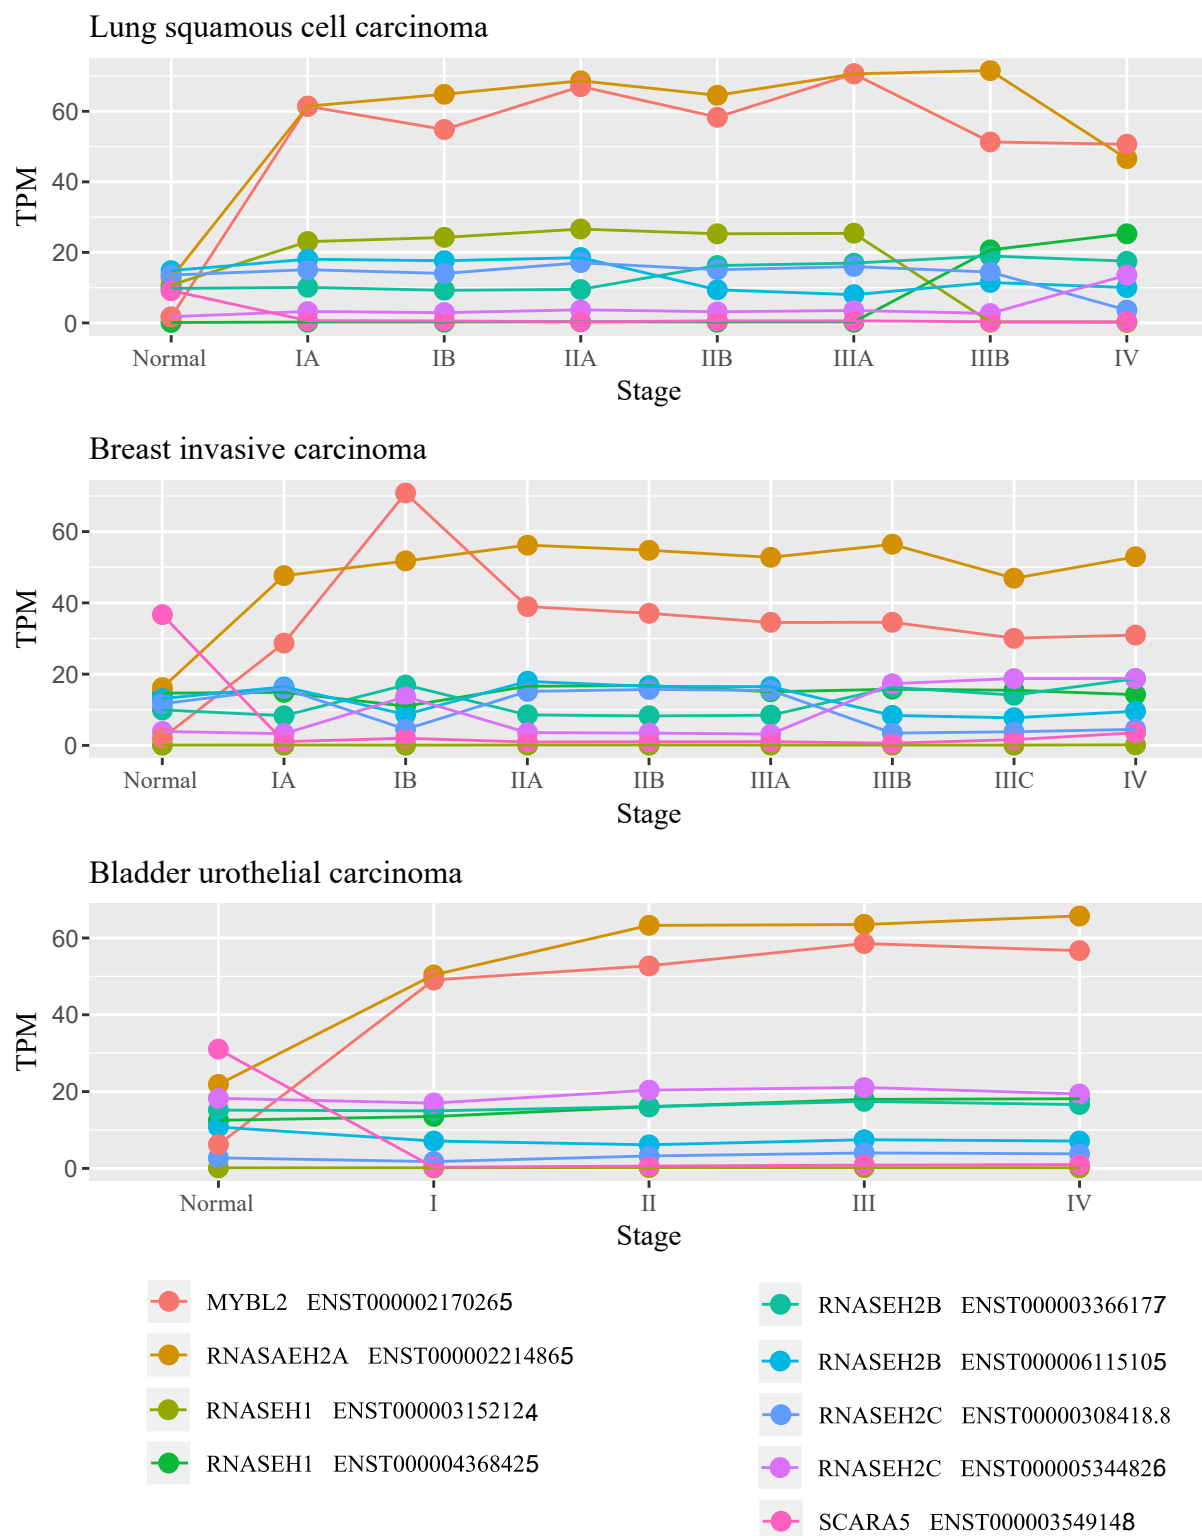 Lung squamous cell carcinoma
60
40
20
0
TPM
Normal IA IB IIA IIB IIIA IIIB IV
Stage
Breast invasive carcinoma
60
40
20
0
TPM
Normal IA IB IIA IIB IIIA IIIB IIIC IV
Stage
Bladder urothelial carcinoma
60
40
20
0
TPM
Normal I II III IV
Stage
MYBL2 ENST000002170265
RNASAEH2A ENST000002214865
RNASEH1 ENST000003152124
RNASEH1 ENST000004368425
RNASEH2B ENST000003366177
RNASEH2B ENST000006115105
RNASEH2C ENST00000308418.8
RNASEH2C ENST000005344826
SCARA5 ENST000003549148